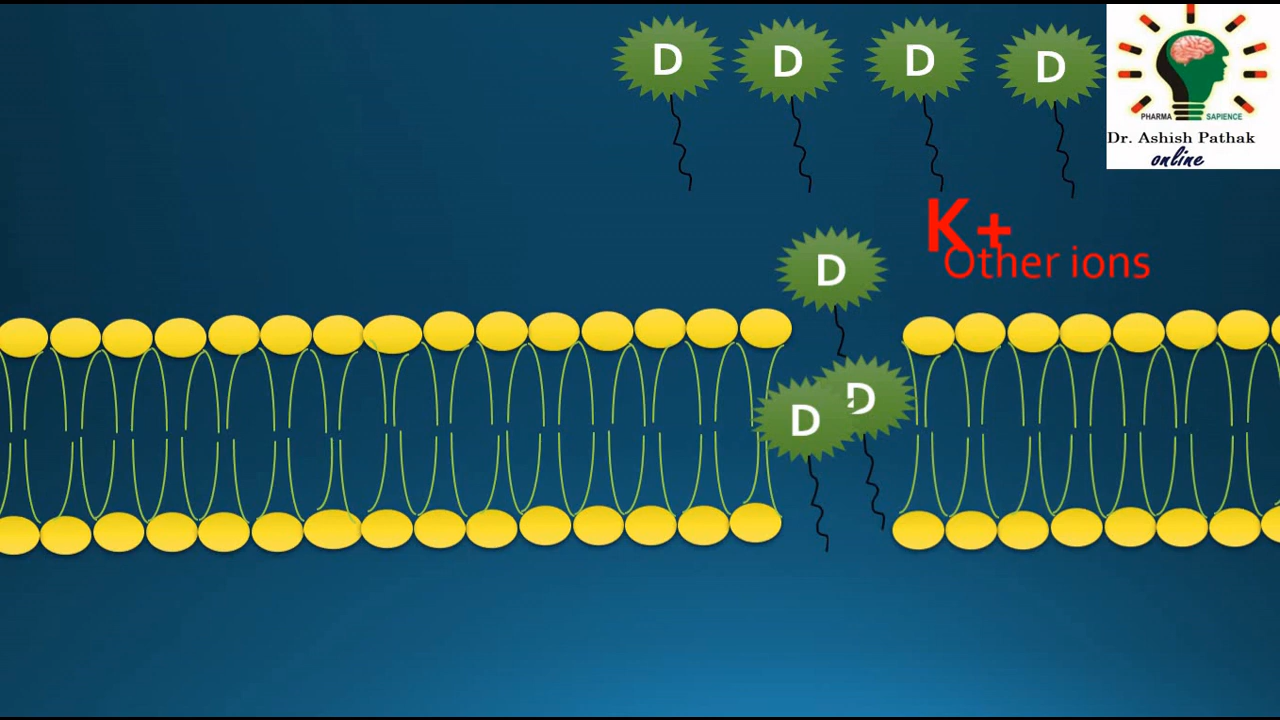 D D D D
PHARMA SAPIENCE
Dr. Ashish Pathak
online
K+
Other ions
D
D D